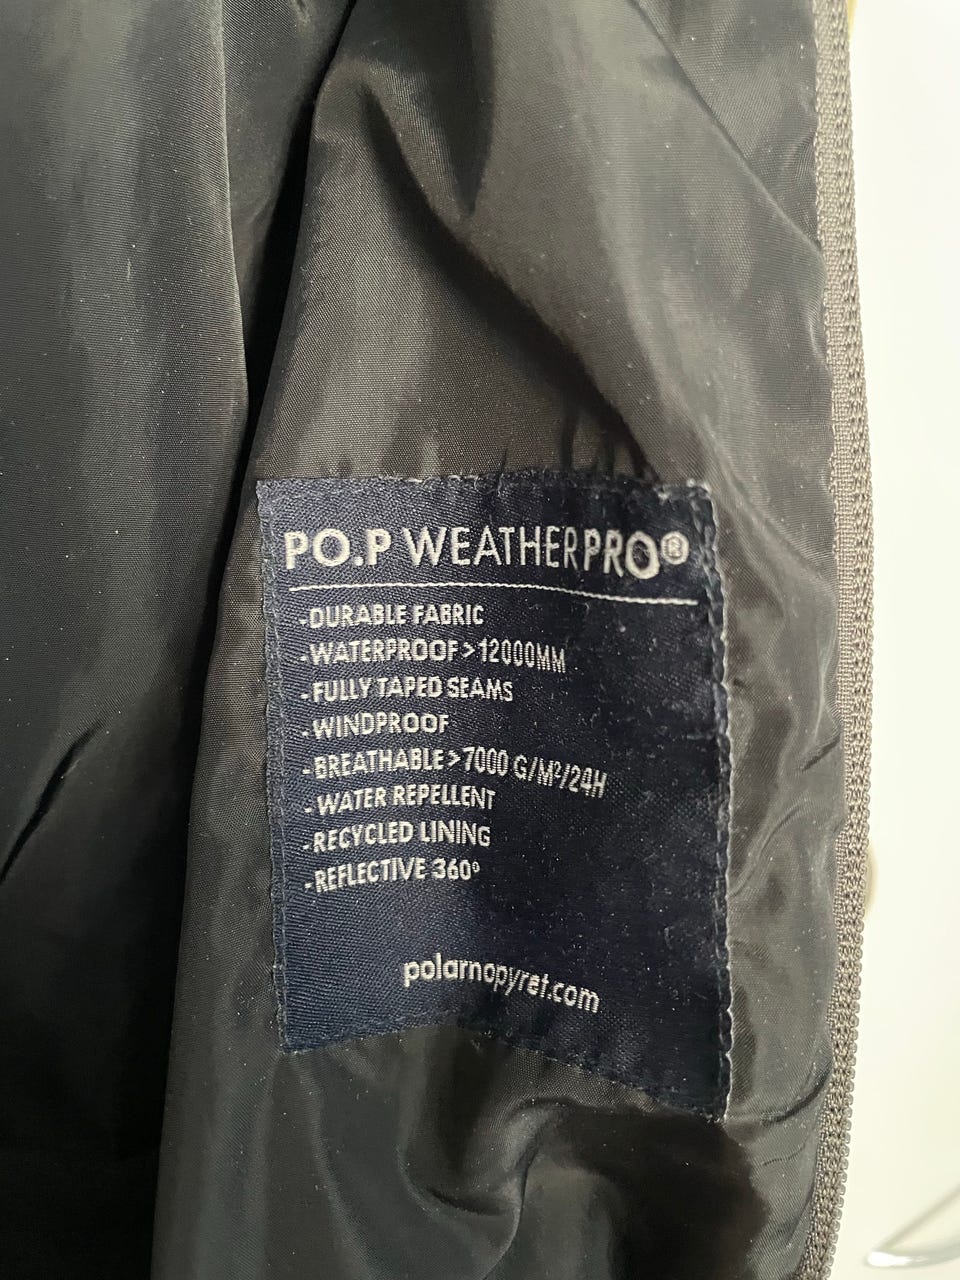 PO.P WEATHERPRO®
-DURABLE FABRIC
-WATERPROOF>12000MM
-FULLY TAPED SEAMS
-WINDPROOF
-BREATHABLE>7000 G/M²/24H
-WATER REPELLENT
-RECYCLED LINING
-REFLECTIVE 360º
polarnopyret.com